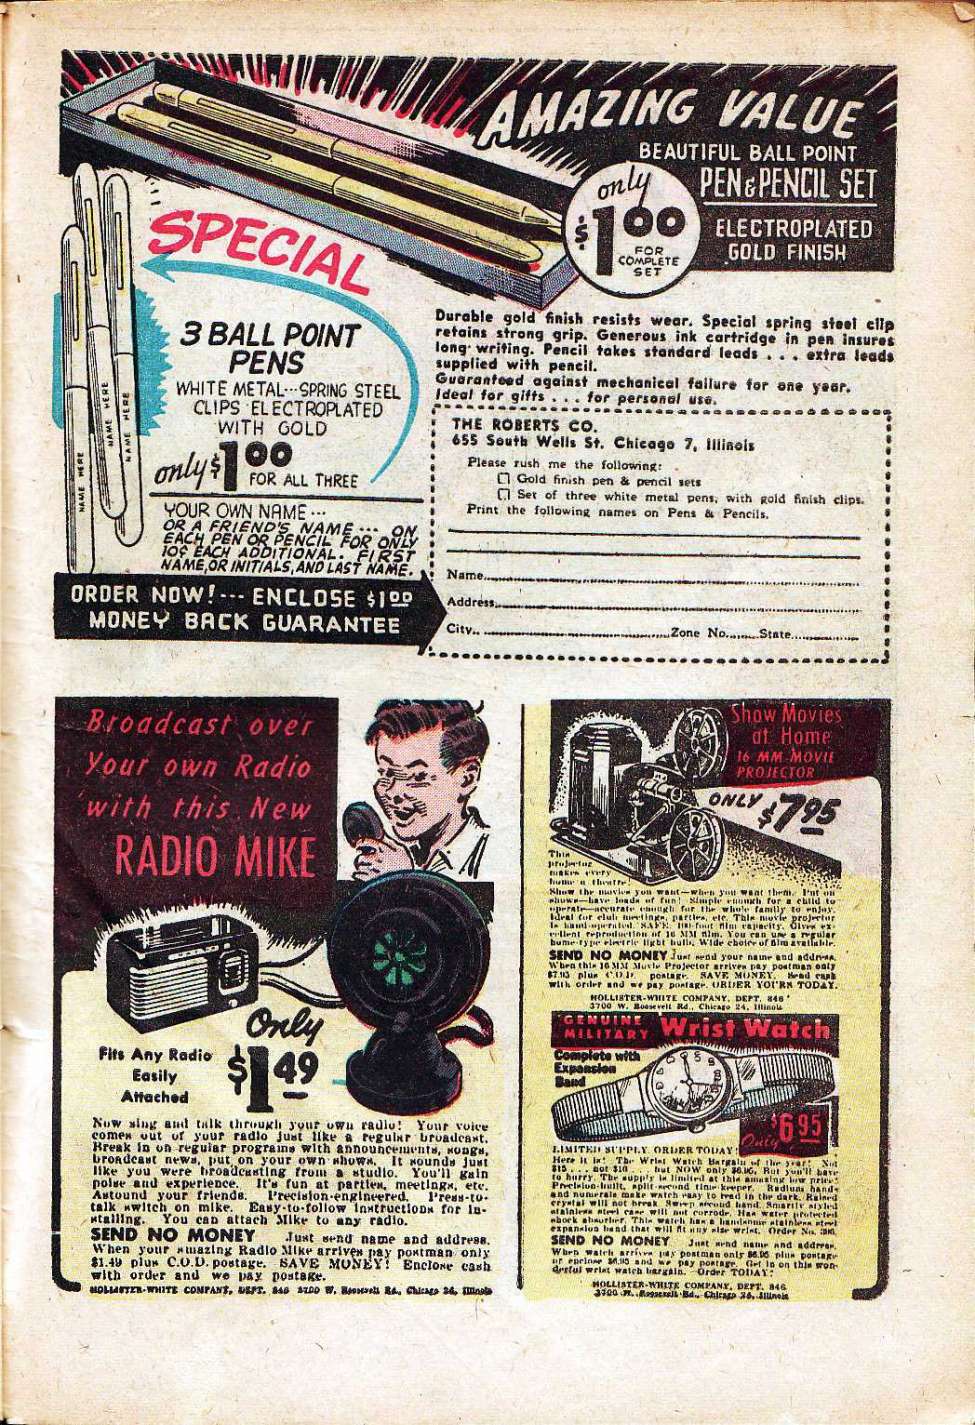 AMAZING VALUE
BEAUTIFUL BALL POINT
PEN & PENCIL SET
ELECTROPLATED
GOLD FINISH
only
$1.00
FOR
COMPLETE
SET
SPECIAL
3 BALL POINT
PENS
WHITE METAL---SPRING STEEL
CLIPS ELECTROPLATED
WITH GOLD
only $1.00
FOR ALL THREE
NAME HERE
NAME HERE
NAME HERE
YOUR OWN NAME ---
OR A FRIEND'S NAME --- ON
EACH PEN OR PENCIL FOR ONLY
10¢ EACH ADDITIONAL. FIRST
NAME, OR INITIALS, AND LAST NAME.
ORDER NOW! --- ENCLOSE $1.00
MONEY BACK GUARANTEE
Durable gold finish resists wear. Special spring steel clip
retains strong grip. Generous ink cartridge in pen insures
long writing. Pencil takes standard leads . . . extra leads
supplied with pencil.
Guaranteed against mechanical failure for one year.
Ideal for gifts . . . for personal use.
THE ROBERTS CO.
655 South Wells St. Chicago 7, Illinois
Please rush me the following:
Gold finish pen & pencil sets
Set of three white metal pens, with gold finish clips.
Print the following names on Pens & Pencils.
Name
Address
City Zone No. State
Broadcast over
Your own Radio
with this New
RADIO MIKE
Only
$1.49
Fits Any Radio
Easily
Attached
Now sing and talk through your own radio! Your voice
comes out of your radio just like a regular broadcast.
Break in on regular programs with announcements, songs,
broadcast news, put on your own shows. It sounds just
like you were broadcasting from a studio. You'll gain
poise and experience. It's fun at parties, meetings, etc.
Astound your friends. Precision-engineered. Press-to-
talk switch on mike. Easy-to-follow instructions for in-
stalling. You can attach Mike to any radio.
SEND NO MONEY Just send name and address.
When your amazing Radio Mike arrives pay postman only
$1.49 plus C.O.D. postage. SAVE MONEY! Enclose cash
with order and we pay postage.
HOLLISTER-WHITE COMPANY, DEPT. 846 3700 W. Roosevelt Rd., Chicago 24, Illinois
Show Movies
at Home
16 MM MOVIE
PROJECTOR
ONLY $7.95
This
projector
makes every
home a theatre!
Show the movies you want—when you want them. Put on
shows—have loads of fun! Simple enough for a child to
operate—accurate enough for the whole family to enjoy.
Ideal for club meetings, parties, etc. This movie projector
is hand-operated. SAFE. 100-foot film capacity. Gives ex-
cellent reproduction of 16 MM film. You can use a regular
home-type electric light bulb. Wide choice of film available.
SEND NO MONEY Just send your name and address.
When this 16MM Movie Projector arrives pay postman only
$7.95 plus C.O.D. postage. SAVE MONEY. Send cash
with order and we pay postage. ORDER YOURS TODAY.
HOLLISTER-WHITE COMPANY, DEPT. 846
3700 W. Roosevelt Rd., Chicago 24, Illinois
GENUINE
MILITARY Wrist Watch
Complete with
Expansion
Band
Only $6.95
LIMITED SUPPLY. ORDER TODAY!
Here it is! The Wrist Watch Bargain of the year! Not
$15 . . . not $10 . . . but NOW only $6.95. But you'll have
to hurry. The supply is limited at this amazing low price!
Precision-built, split-second time-keeper. Radium hands
and numerals make watch easy to read in the dark. Raised
crystal will not break. Sweep second hand. Smartly styled
stainless steel case will not corrode. Has water protected
shock absorber. This watch has a handsome stainless steel
expansion band that will fit any size wrist. Order No.
SEND NO MONEY Just send name and address.
When watch arrives pay postman only $6.95 plus postage
or enclose $6.95 and we pay postage. Get in on this won-
derful wrist watch bargain. —Order TODAY!
HOLLISTER-WHITE COMPANY, DEPT. 846
3700 W. Roosevelt Rd., Chicago 24, Illinois